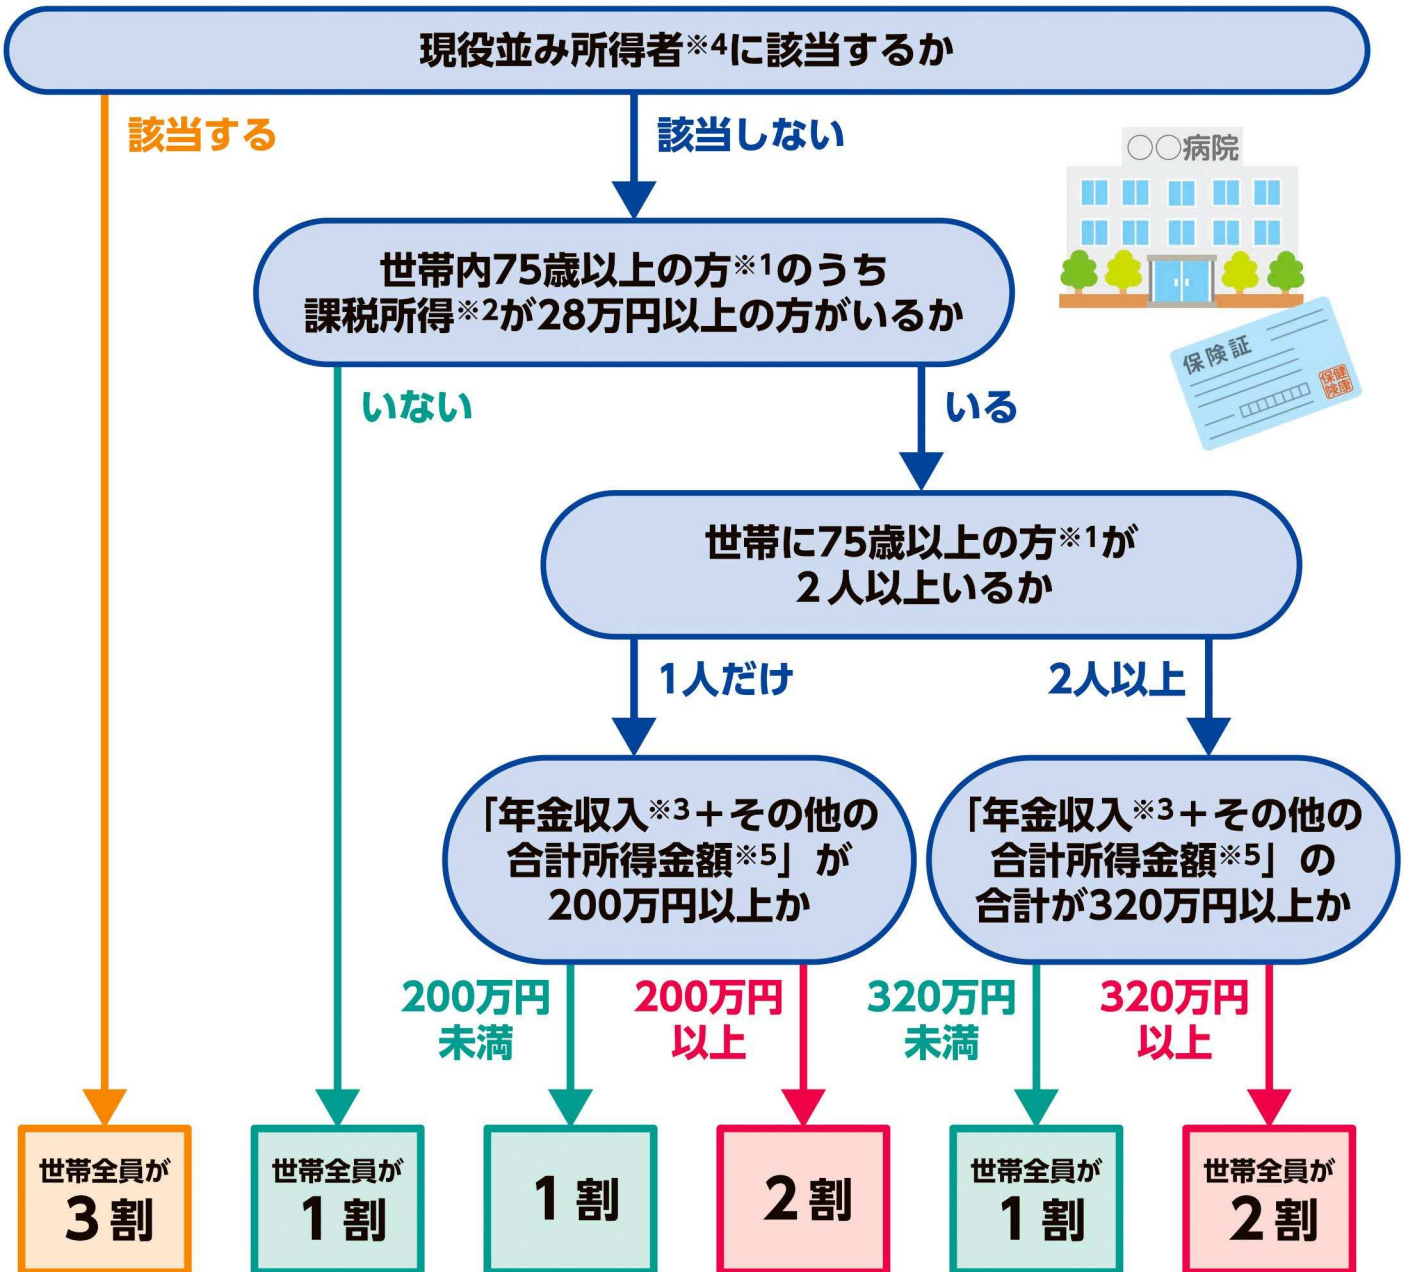 現役並み所得者※4に該当するか
該当する
該当しない
○○病院
世帯内75歳以上の方※1のうち
課税所得※2が28万円以上の方がいるか
保険証
保健
険康
いない
いる
世帯に75歳以上の方※1が
2人以上いるか
1人だけ
2人以上
「年金収入※3+その他の
合計所得金額※5」が
200万円以上か
「年金収入※3+その他の
合計所得金額※5」の
合計が320万円以上か
200万円
未満
200万円
以上
320万円
未満
320万円
以上
世帯全員が
3割
世帯全員が
1割
1割
2割
世帯全員が
1割
世帯全員が
2割